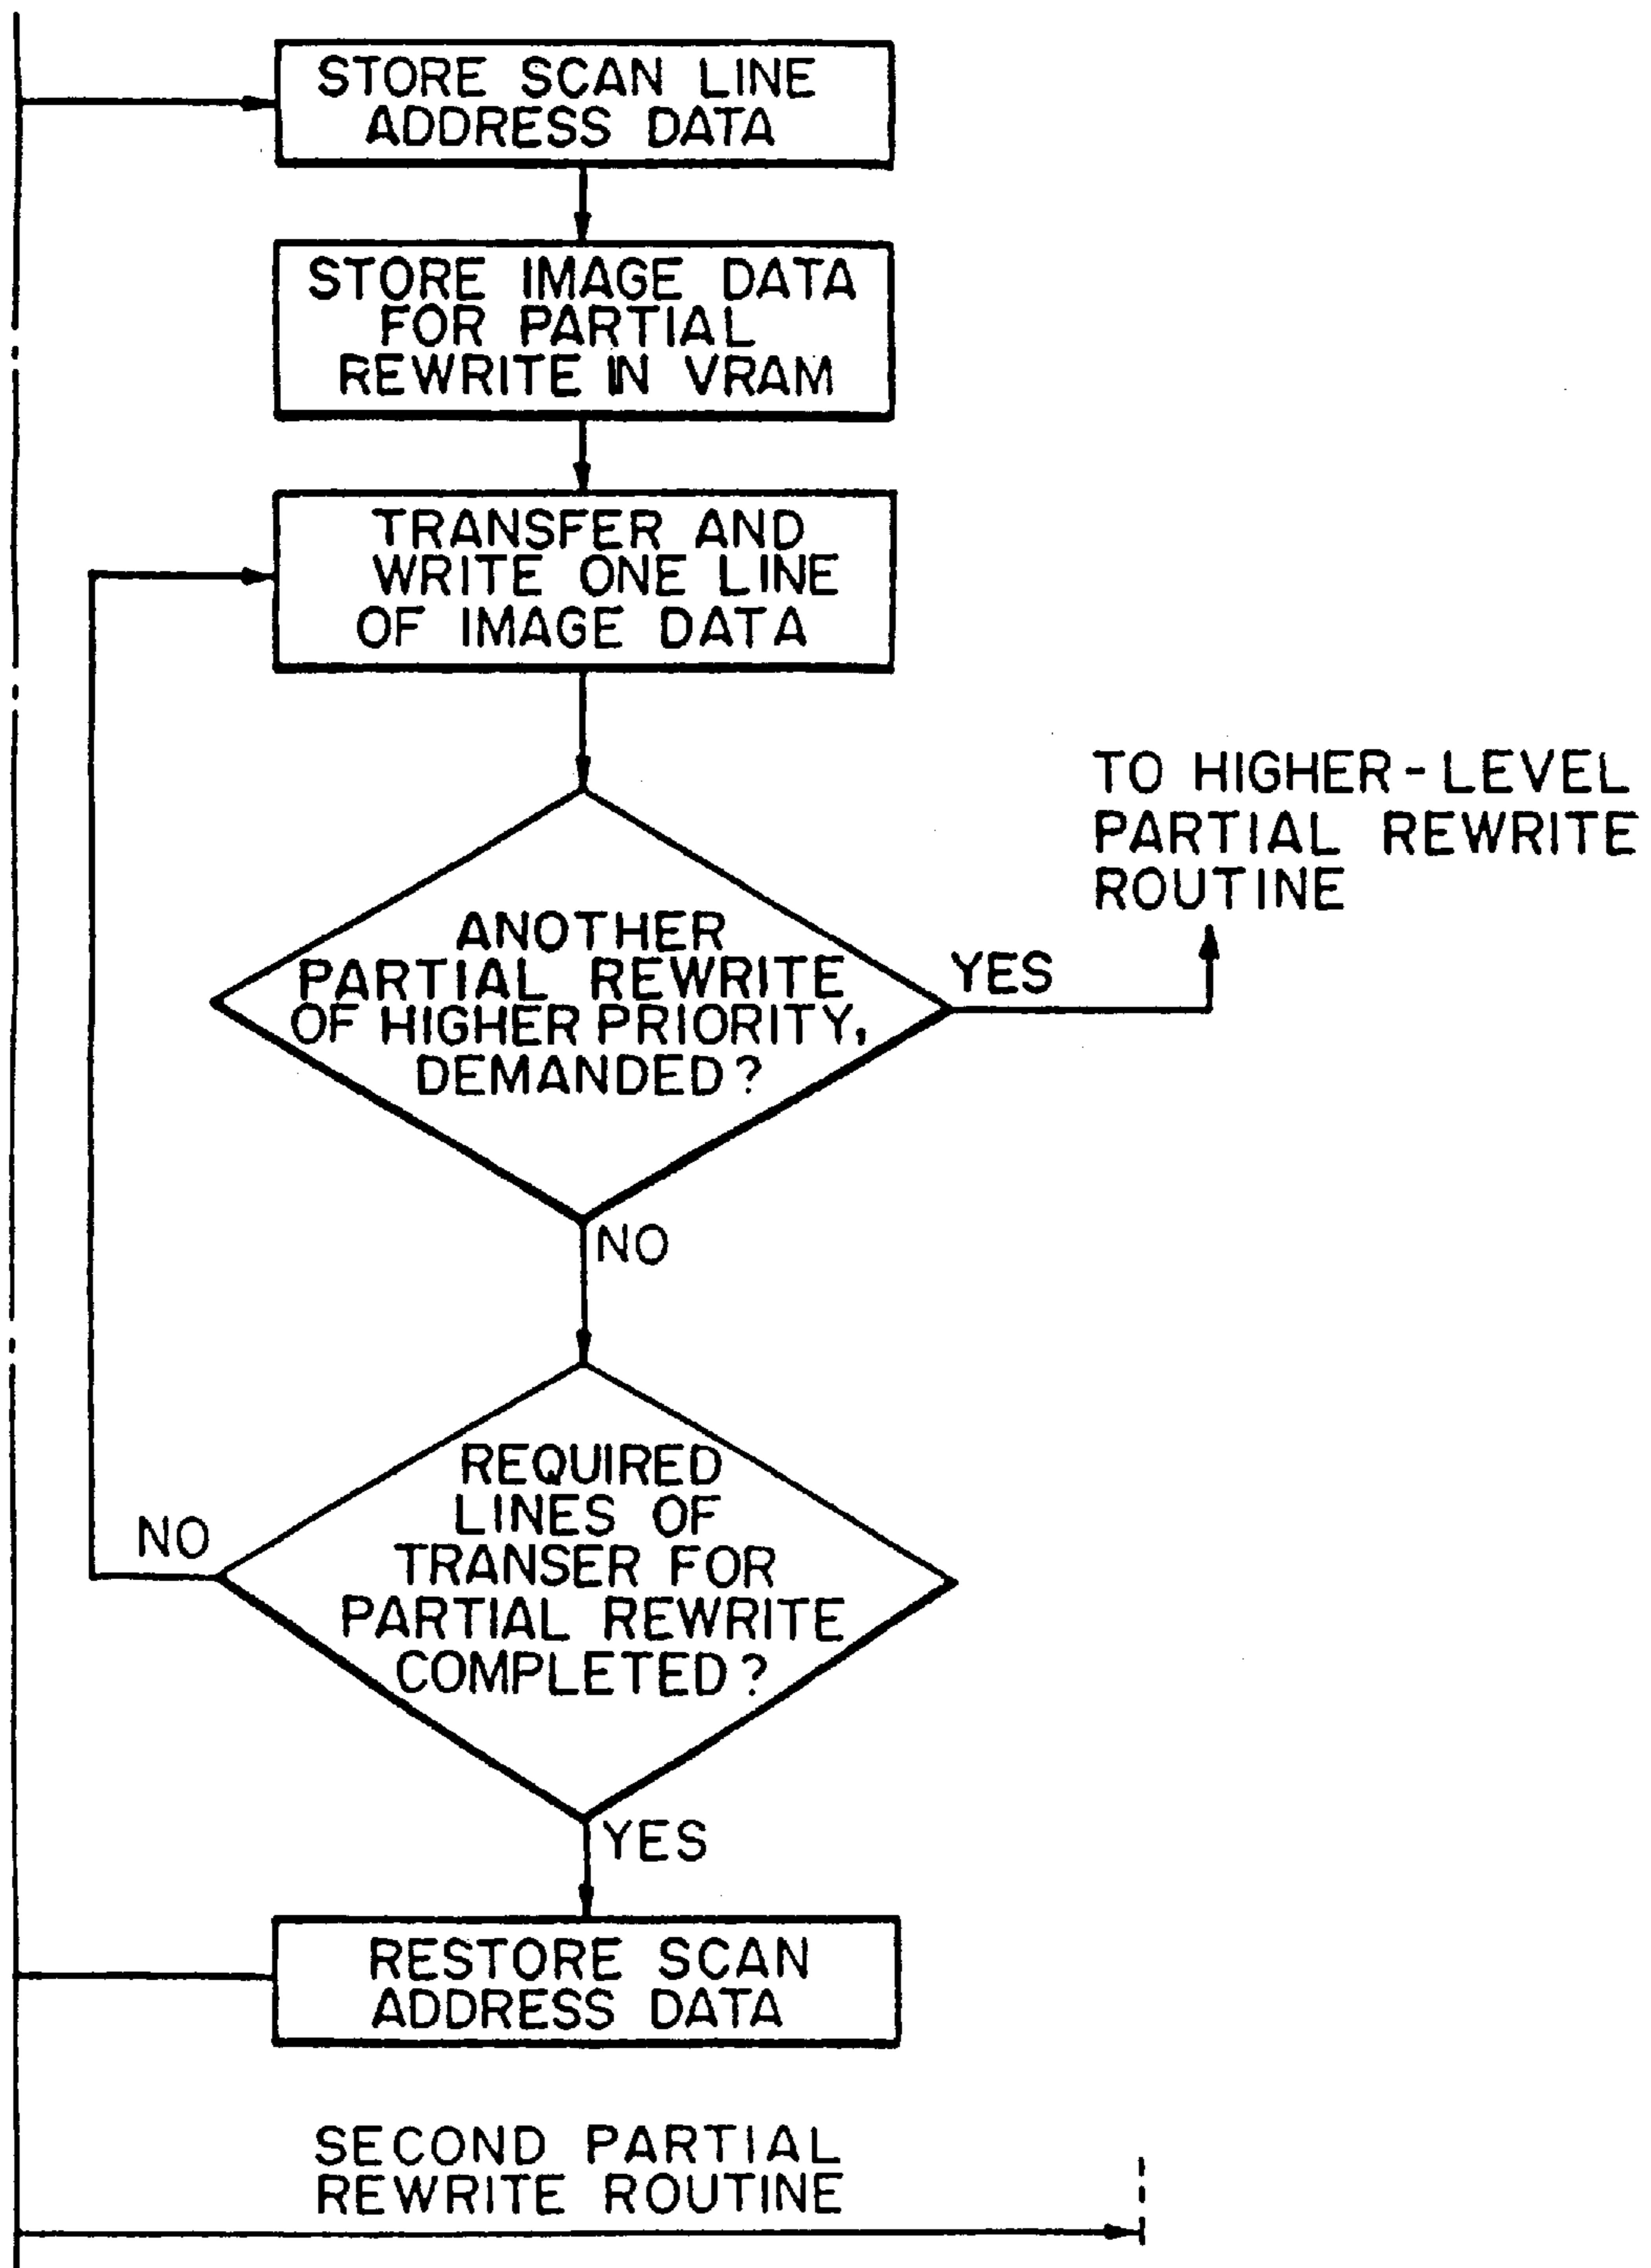 STORE SCAN LINE
ADDRESS DATA
STORE IMAGE DATA
FOR PARTIAL
REWRITE IN VRAM
TRANSFER AND
WRITE ONE LINE
OF IMAGE DATA
TO HIGHER-LEVEL
PARTIAL REWRITE
ROUTINE
ANOTHER
PARTIAL REWRITE
OF HIGHER PRIORITY,
DEMANDED?
YES
NO
REQUIRED
LINES OF
TRANSER FOR
PARTIAL REWRITE
COMPLETED?
NO
YES
RESTORE SCAN
ADDRESS DATA
SECOND PARTIAL
REWRITE ROUTINE